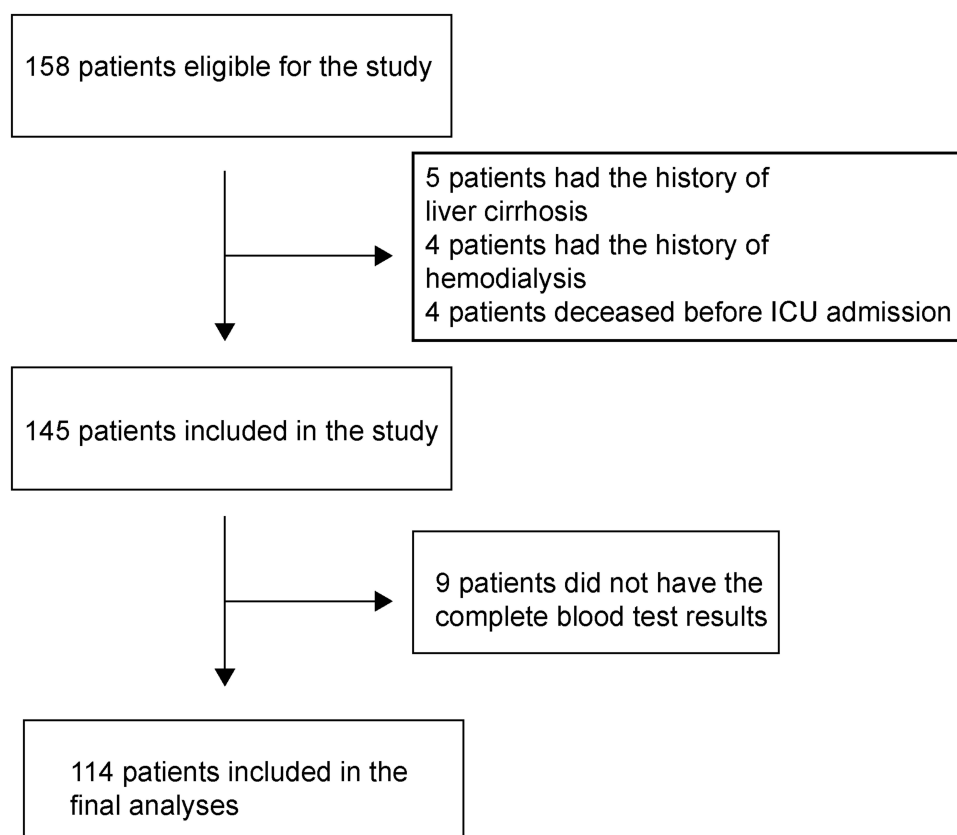 158 patients eligible for the study
5 patients had the history of
liver cirrhosis
4 patients had the history of
hemodialysis
4 patients deceased before ICU admission
145 patients included in the study
9 patients did not have the
complete blood test results
114 patients included in the
final analyses